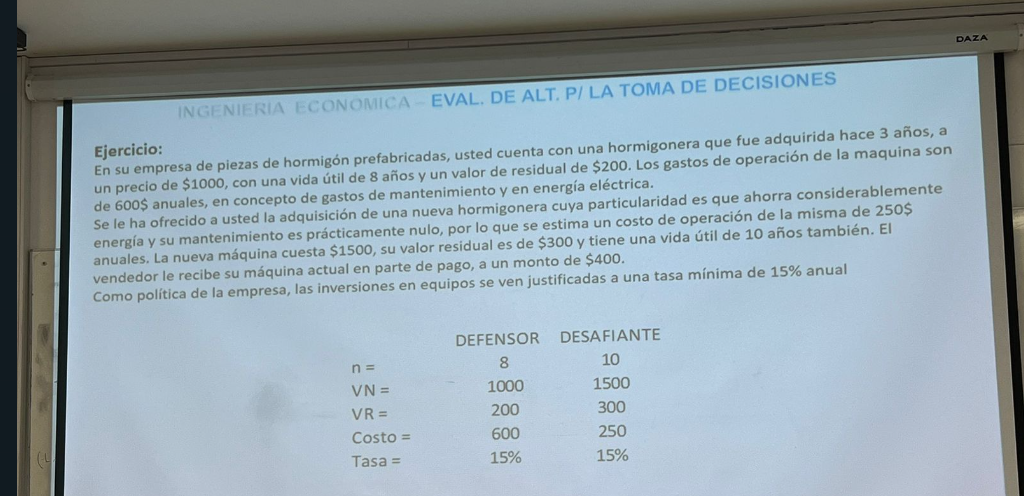 DAZA
INGENIERIA ECONOMICA – EVAL. DE ALT. P/ LA TOMA DE DECISIONES
Ejercicio:
En su empresa de piezas de hormigón prefabricadas, usted cuenta con una hormigonera que fue adquirida hace 3 años, a
un precio de $1000, con una vida útil de 8 años y un valor de residual de $200. Los gastos de operación de la maquina son
de 600$ anuales, en concepto de gastos de mantenimiento y en energía eléctrica.
Se le ha ofrecido a usted la adquisición de una nueva hormigonera cuya particularidad es que ahorra considerablemente
energía y su mantenimiento es prácticamente nulo, por lo que se estima un costo de operación de la misma de 250$
anuales. La nueva máquina cuesta $1500, su valor residual es de $300 y tiene una vida útil de 10 años también. El
vendedor le recibe su máquina actual en parte de pago, a un monto de $400.
Como política de la empresa, las inversiones en equipos se ven justificadas a una tasa mínima de 15% anual
DEFENSOR DESAFIANTE
n = 8 10
VN = 1000 1500
VR = 200 300
Costo = 600 250
Tasa = 15% 15%